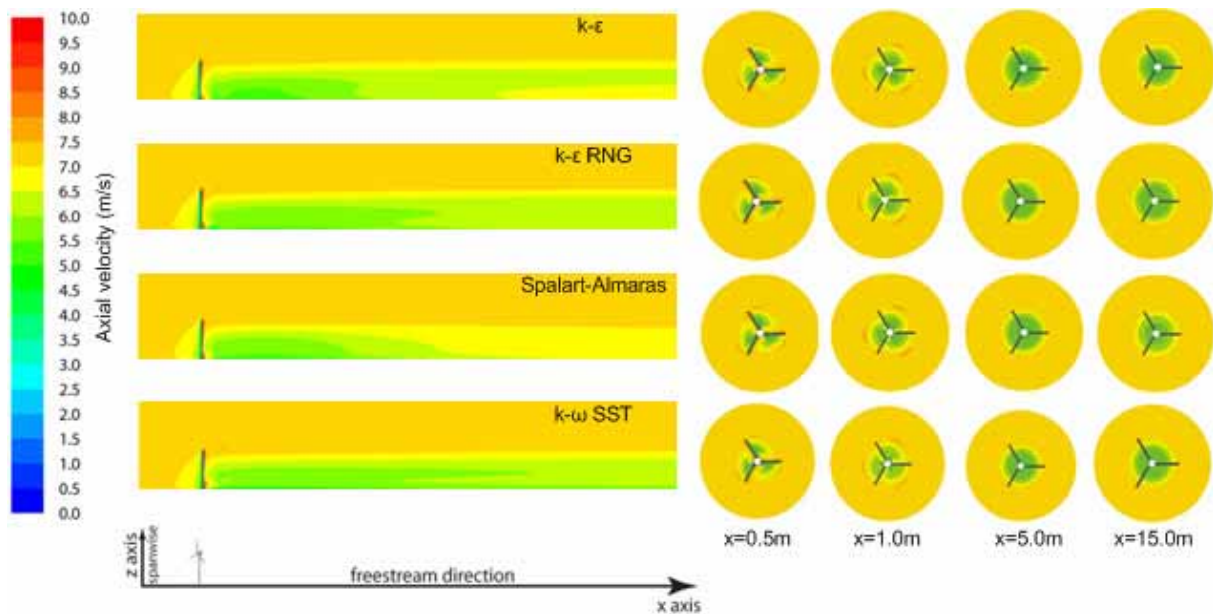 10.0
9.5
9.0
8.5
8.0
7.5
7.0
6.5
6.0
5.5
5.0
4.5
4.0
3.5
3.0
2.5
2.0
1.5
1.0
0.5
0.0
Axial velocity (m/s)
k-ε
k-ε RNG
Spalart-Almaras
k-ω SST
x=0.5m x=1.0m x=5.0m x=15.0m
z axis
spanwise
freestream direction
x axis